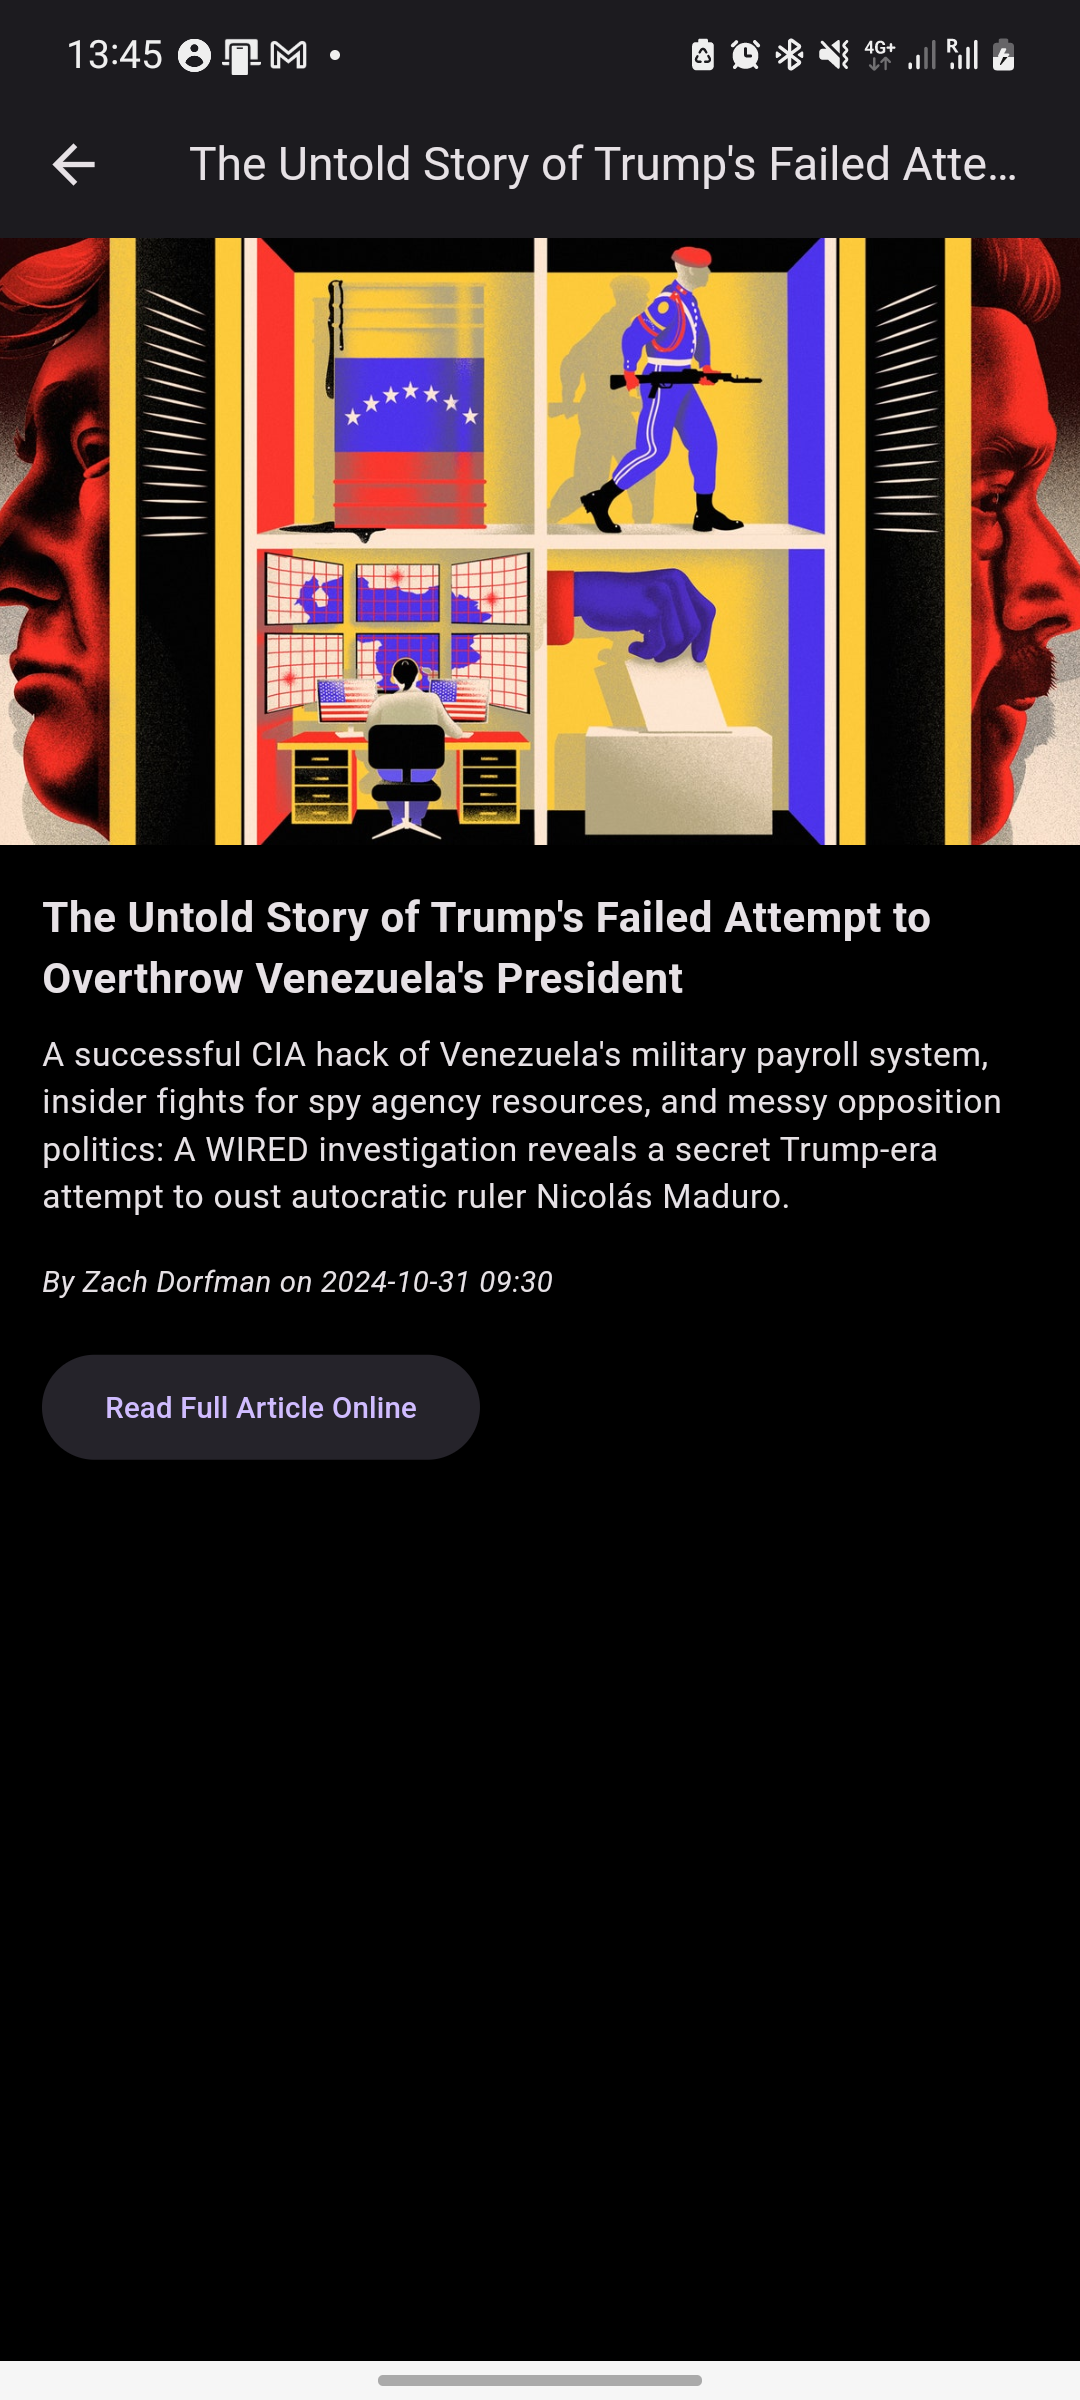 13:45
4G+
R
The Untold Story of Trump's Failed Atte...
The Untold Story of Trump's Failed Attempt to
Overthrow Venezuela's President
A successful CIA hack of Venezuela's military payroll system,
insider fights for spy agency resources, and messy opposition
politics: A WIRED investigation reveals a secret Trump-era
attempt to oust autocratic ruler Nicolás Maduro.
By Zach Dorfman on 2024-10-31 09:30
Read Full Article Online